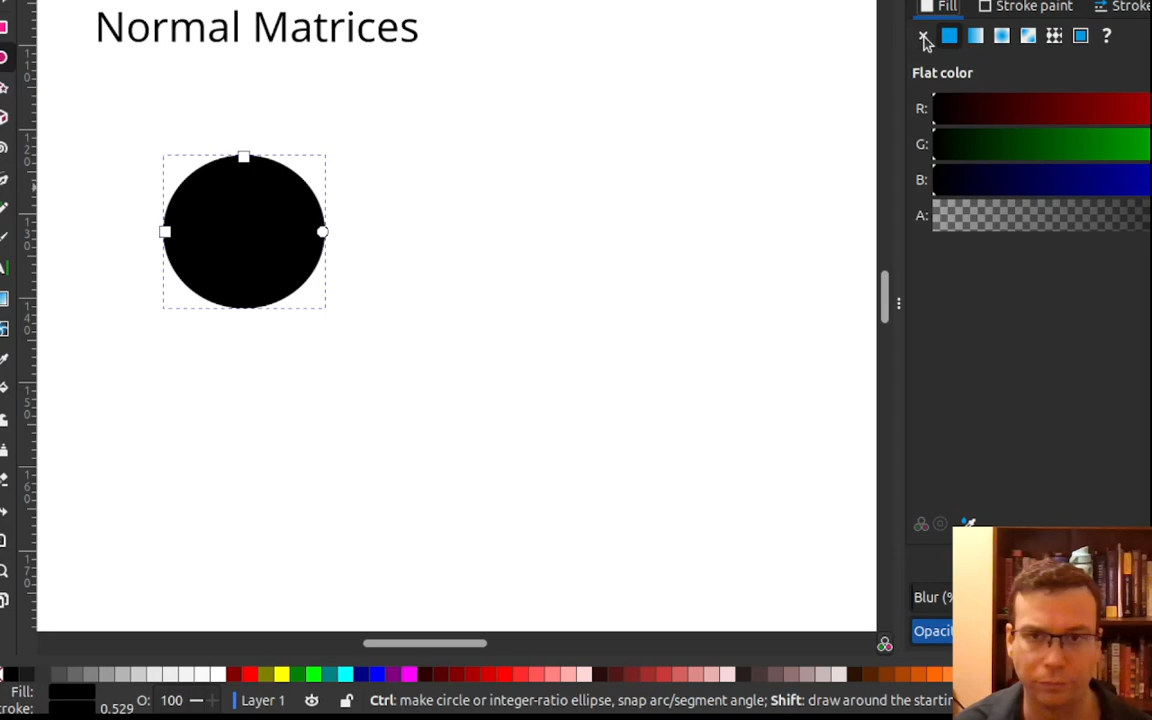 Normal Matrices
Fill
Stroke paint
Stroke
?
Flat color
R:
G:
B:
A:
Blur (%
Opaci
Fill:
stroke:
0.529
O: 100
Layer 1
Ctrl: make circle or integer-ratio ellipse, snap arc/segment angle; Shift: draw around the startin